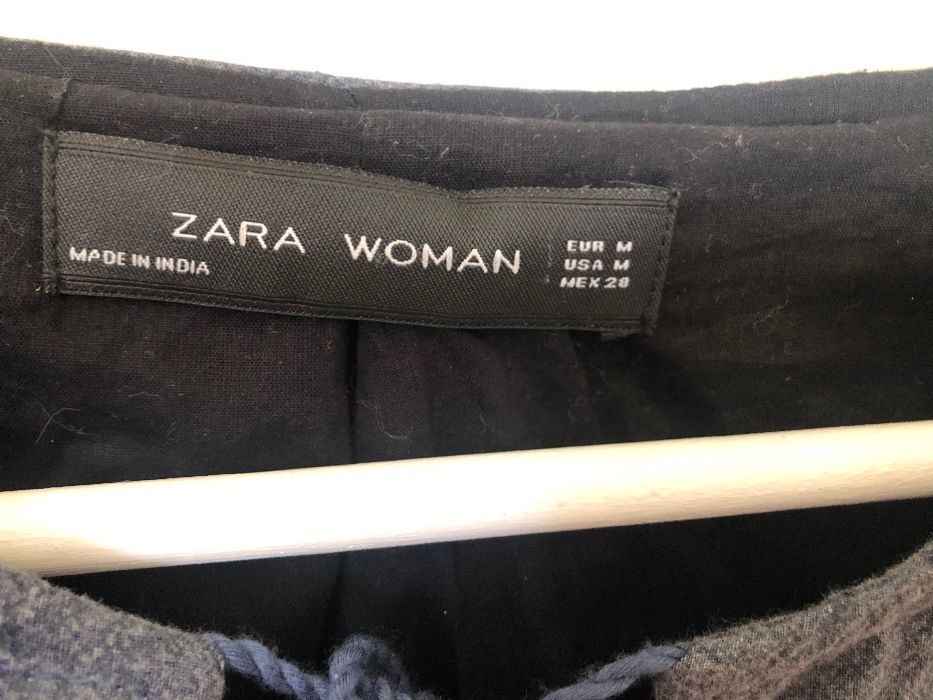 ZARA WOMAN
MADE IN INDIA
EUR M
USA M
MEX 28